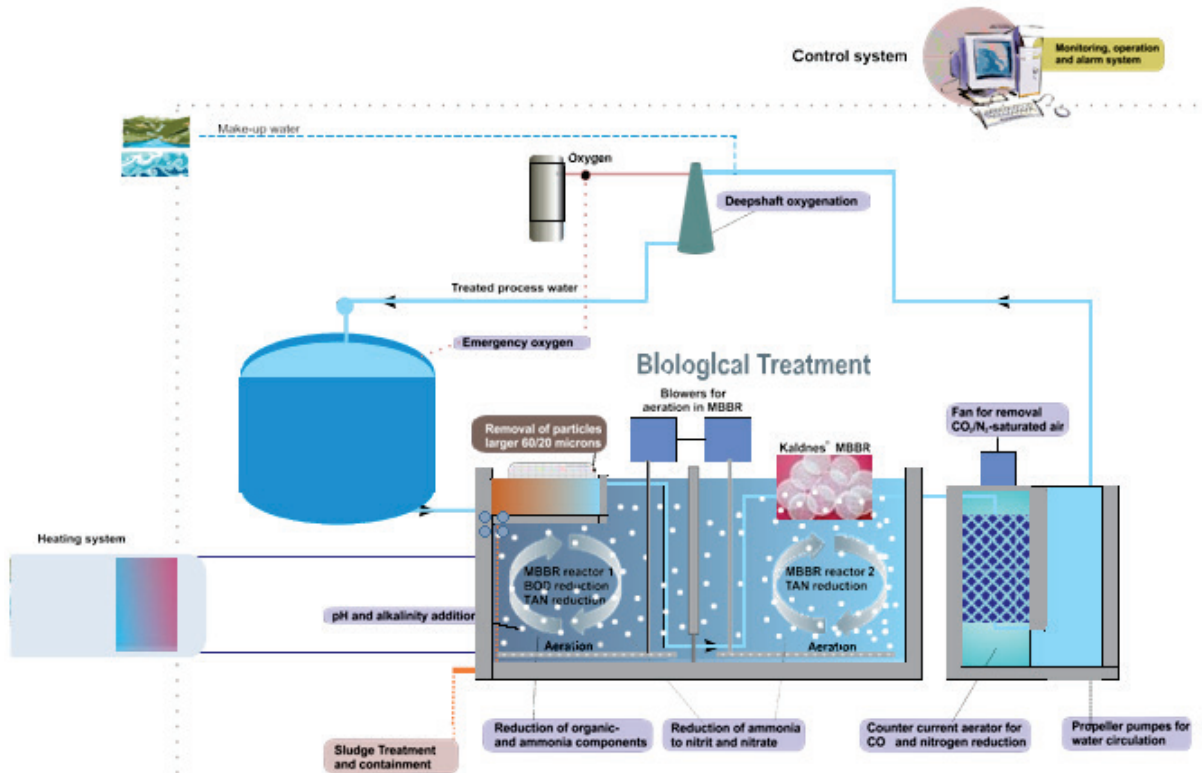 Control system
Monitoring, operation
and alarm system
Make-up water
Oxygen
Deepshaft oxygenation
Treated process water
Emergency oxygen
Biological Treatment
Blowers for
aeration in MBBR
Removal of particles
larger 60/20 microns
Kaldnes® MBBR
Fan for removal
CO₂/N₂-saturated air
Heating system
MBBR reactor 1
BOD reduction
TAN reduction
MBBR reactor 2
TAN reduction
pH and alkalinity addition
Aeration
Aeration
Reduction of organic-
and ammonia components
Reduction of ammonia
to nitrit and nitrate
Counter current aerator for
CO and nitrogen reduction
Propeller pumpes for
water circulation
Sludge Treatment
and containment